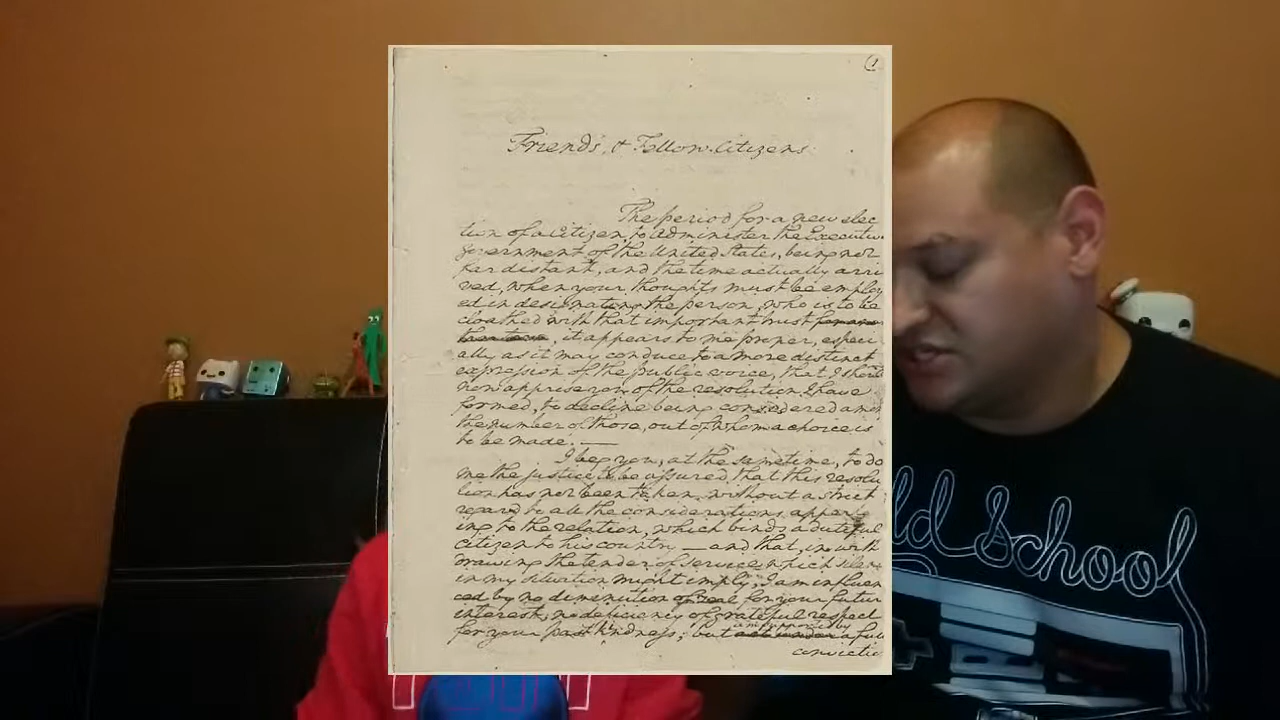 1
Friends, & Fellow-Citizens
The period for a new elec
tion of a Citizen, to administer the Executive
government of the United States, being not
far distant, and the time actually arri
ved, when your thoughts must be employ
ed in designating the person, who is to be
cloathed with that important trust
, it appears to me proper, especi
ally as it may conduce to a more distinct
expression of the public voice, that I should
now apprise you of the resolution I have
formed, to decline being considered among
the number of those, out of whom a choice is
to be made.—
I beg you, at the sametime, to do
me the justice to be assured, that this resolu
tion has not been taken, without a strict
regard to all the considerations appertain
ing to the relation, which binds a dutiful
citizen to his country—and that, in with
drawing the tender of service which silence
in my situation might imply, I am influen
ced by no diminution of zeal for your future
interest, no deficiency of grateful respect
am supported by
for your past kindness; but a full
convictio
ld School